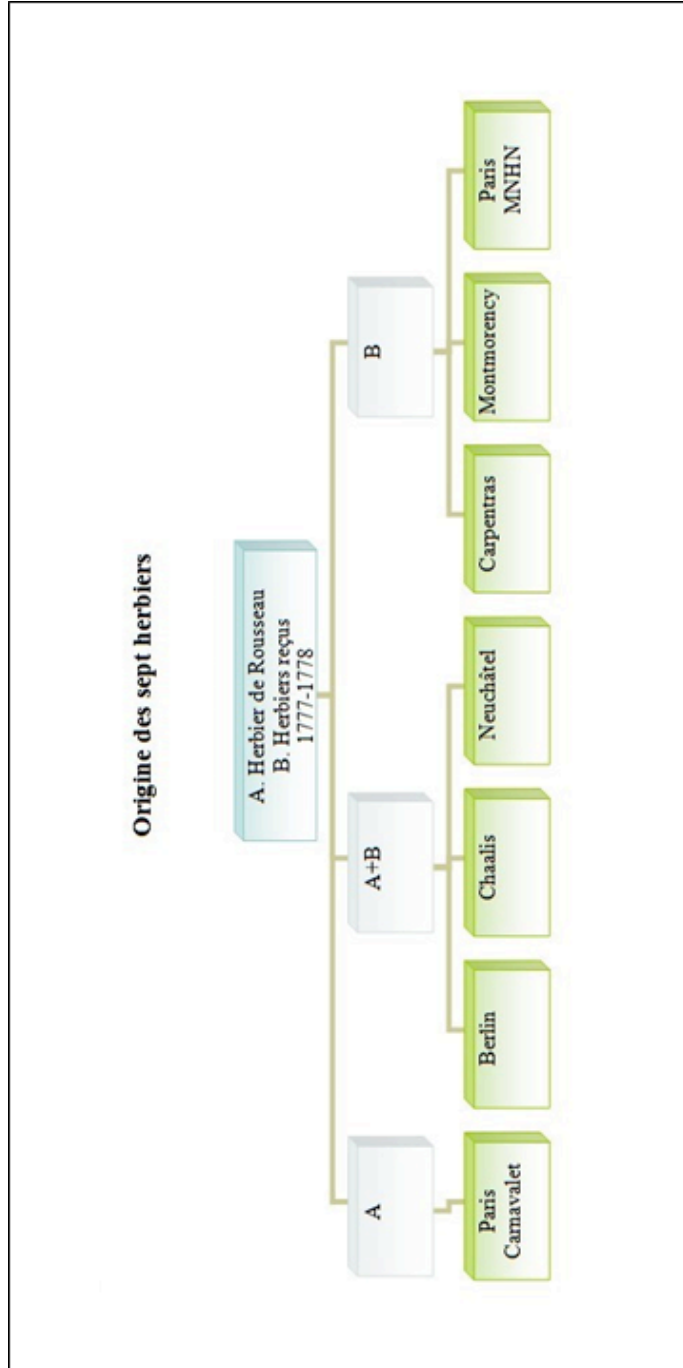 Origine des sept herbiers
A. Herbier de Rousseau
B. Herbiers reçus
1777-1778
A
A+B
B
Paris
Carnavalet
Berlin
Chaalis
Neuchâtel
Carpentras
Montmorency
Paris
MNHN